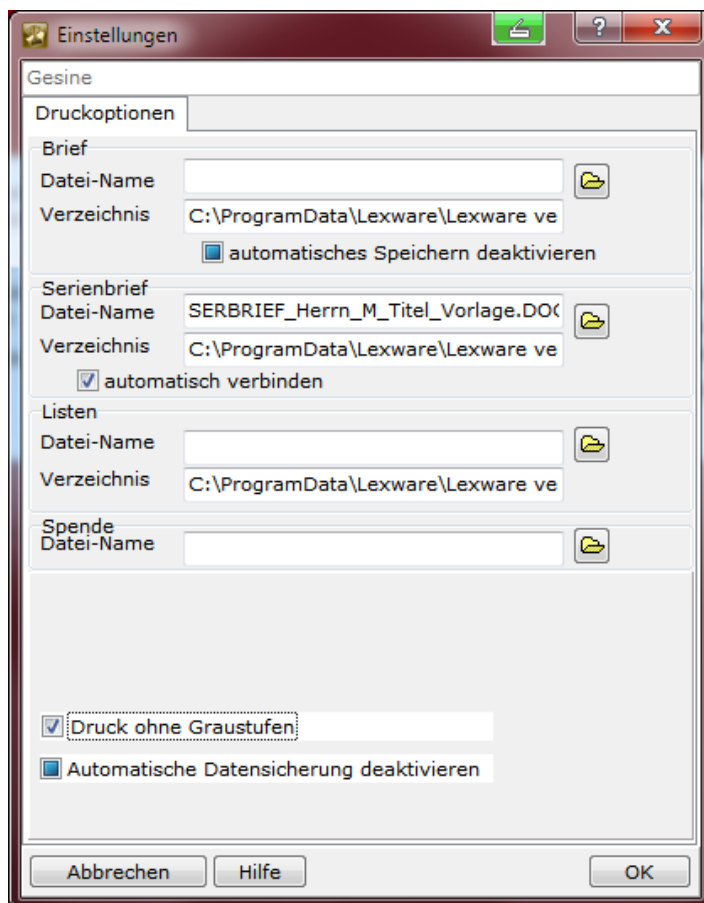 Einstellungen
Gesine
Druckoptionen
Brief
Datei-Name
Verzeichnis C:\ProgramData\Lexware\Lexware ve
automatisches Speichern deaktivieren
Serienbrief
Datei-Name SERBRIEF_Herrn_M_Titel_Vorlage.DOC
Verzeichnis C:\ProgramData\Lexware\Lexware ve
automatisch verbinden
Listen
Datei-Name
Verzeichnis C:\ProgramData\Lexware\Lexware ve
Spende
Datei-Name
Druck ohne Graustufen
Automatische Datensicherung deaktivieren
Abbrechen Hilfe OK